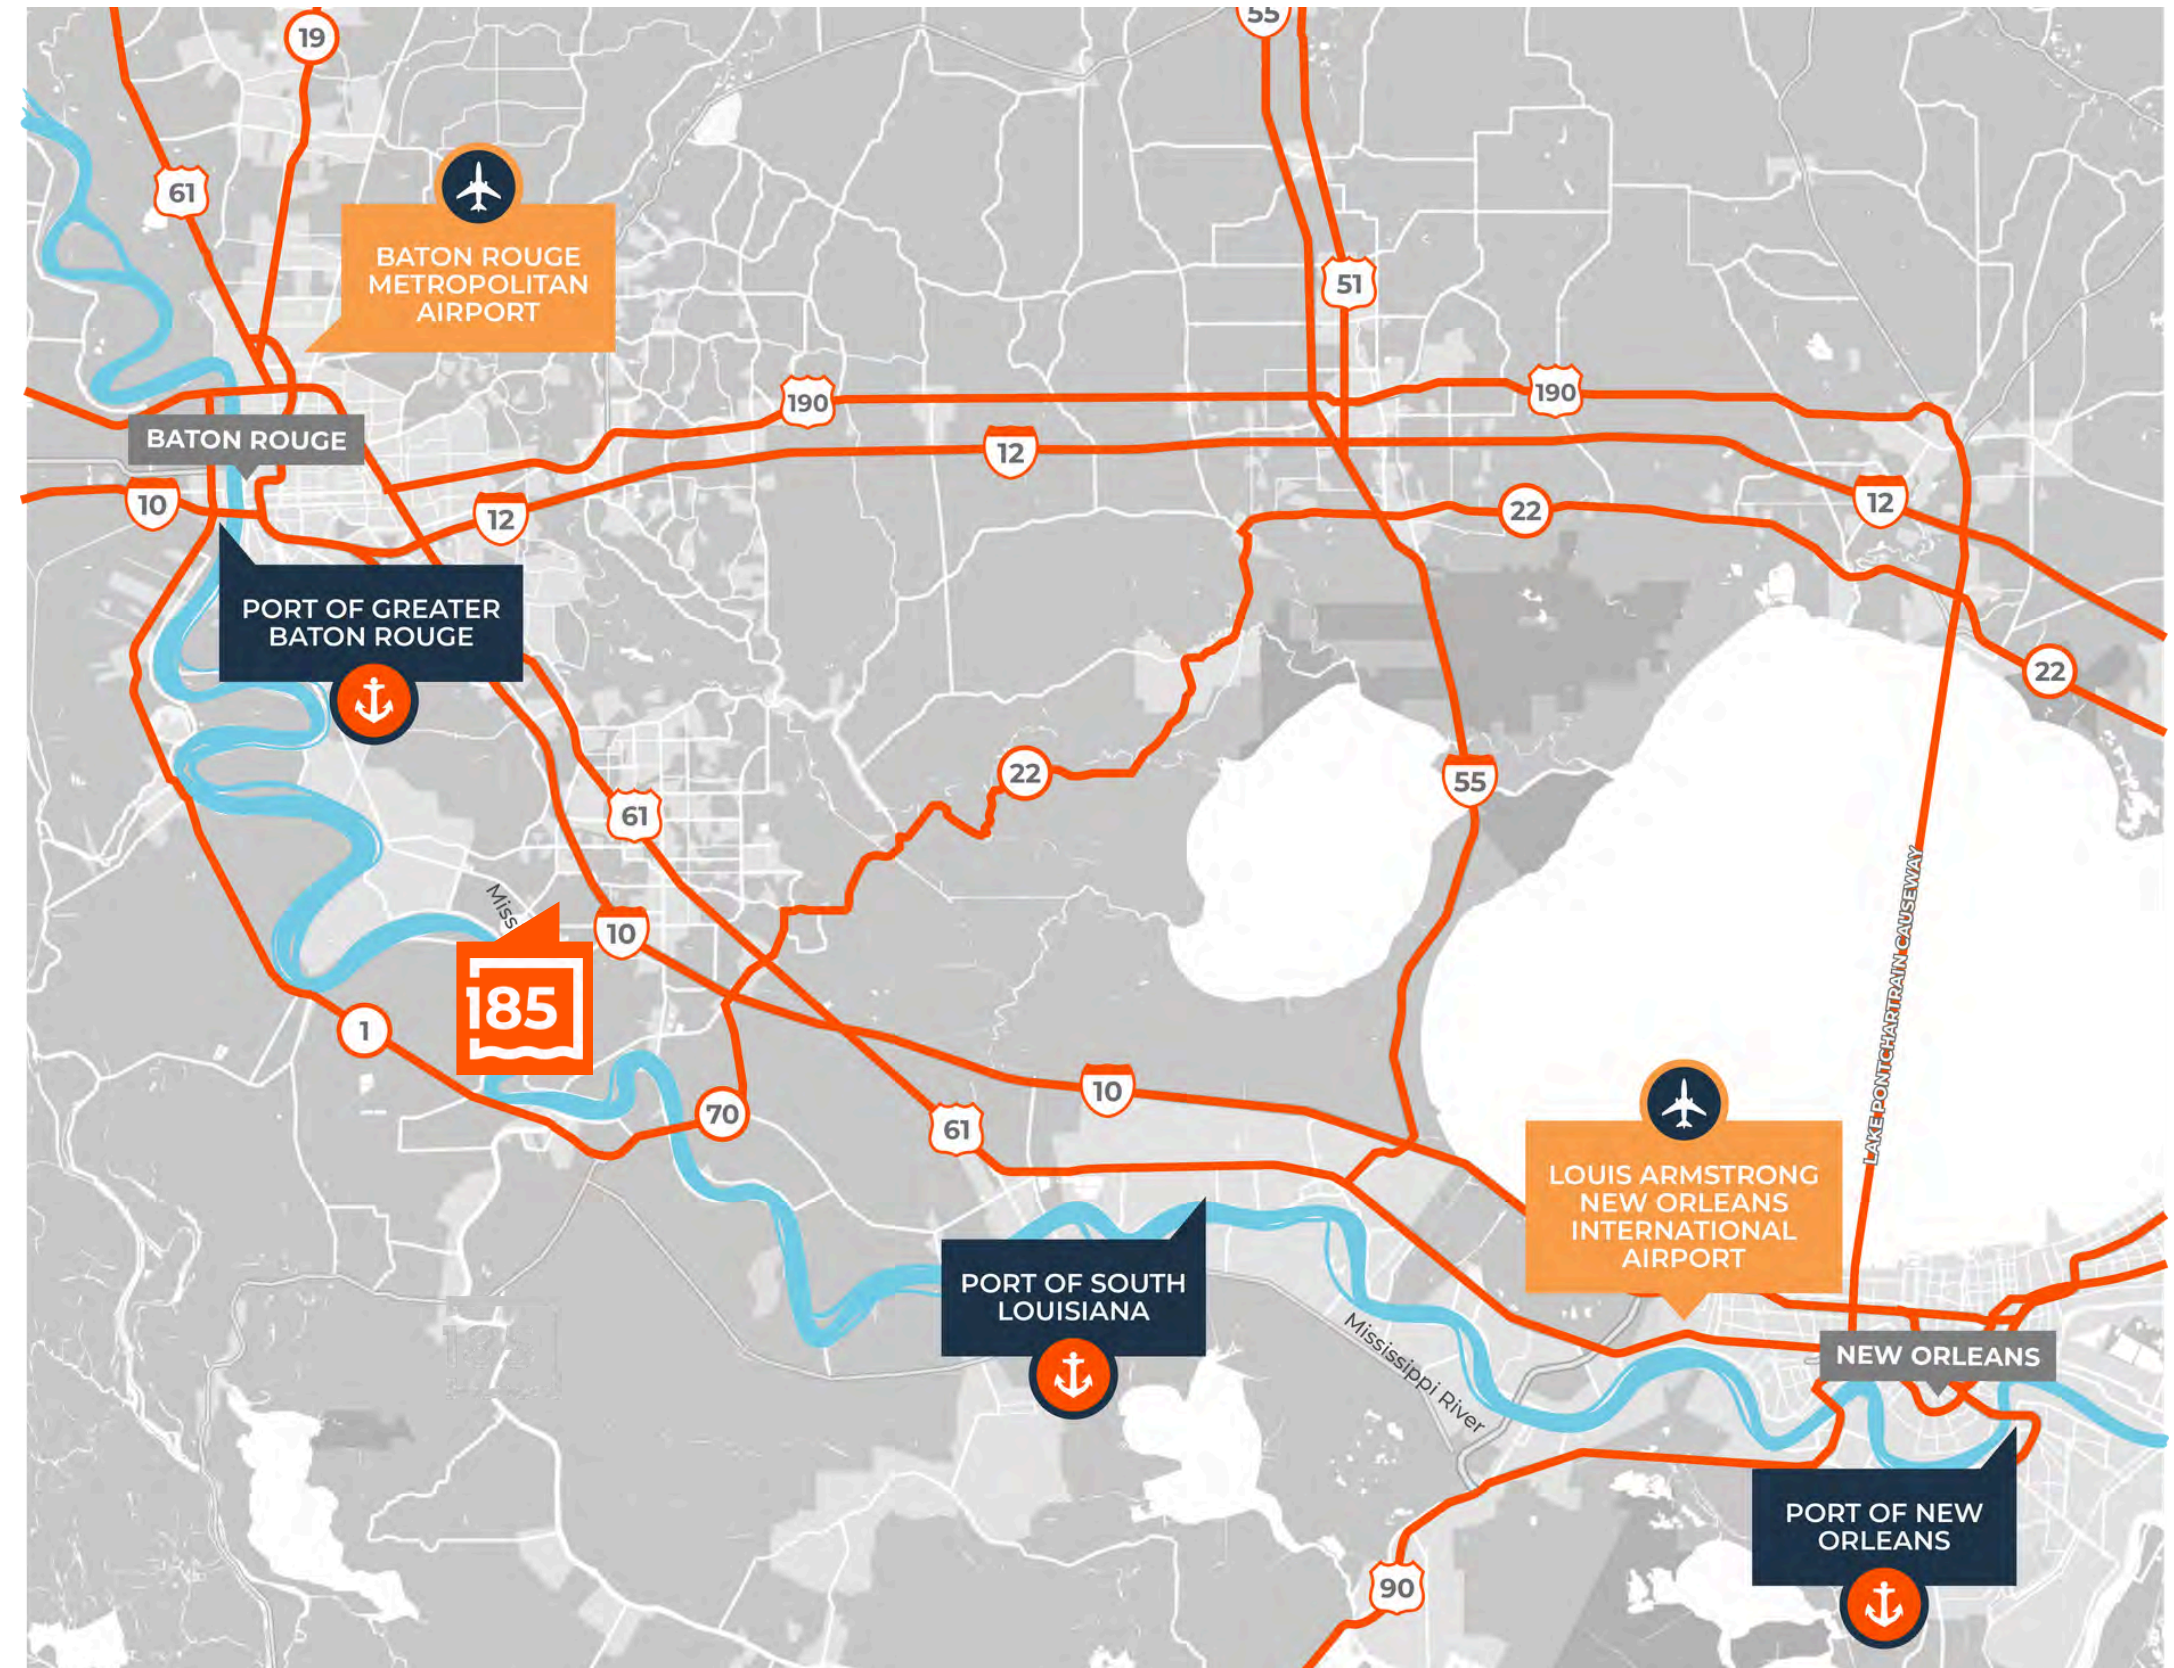 55
19
61
BATON ROUGE
METROPOLITAN
AIRPORT
51
190
190
BATON ROUGE
12
10
12
22
12
PORT OF GREATER
BATON ROUGE
22
22
55
61
LAKE PONTCHARTRAIN CAUSEWAY
Miss
10
185
1
10
70
61
LOUIS ARMSTRONG
NEW ORLEANS
INTERNATIONAL
AIRPORT
PORT OF SOUTH
LOUISIANA
Mississippi River
NEW ORLEANS
PORT OF NEW
ORLEANS
90